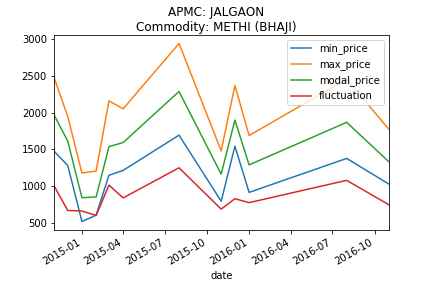 APMC: JALGAON
Commodity: METHI (BHAJI)
3000
2500
2000
1500
1000
500
min_price
max_price
modal_price
fluctuation
2015-01
2015-04
2015-07
2015-10
2016-01
2016-04
2016-07
2016-10
date